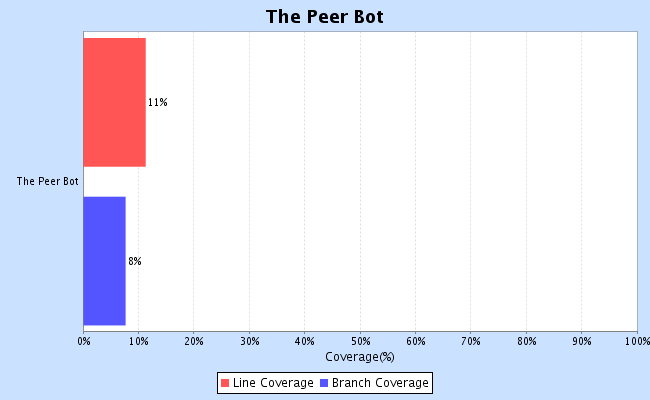 The Peer Bot
11%
The Peer Bot
8%
0% 10% 20% 30% 40% 50% 60% 70% 80% 90% 100%
Coverage(%)
Line Coverage Branch Coverage